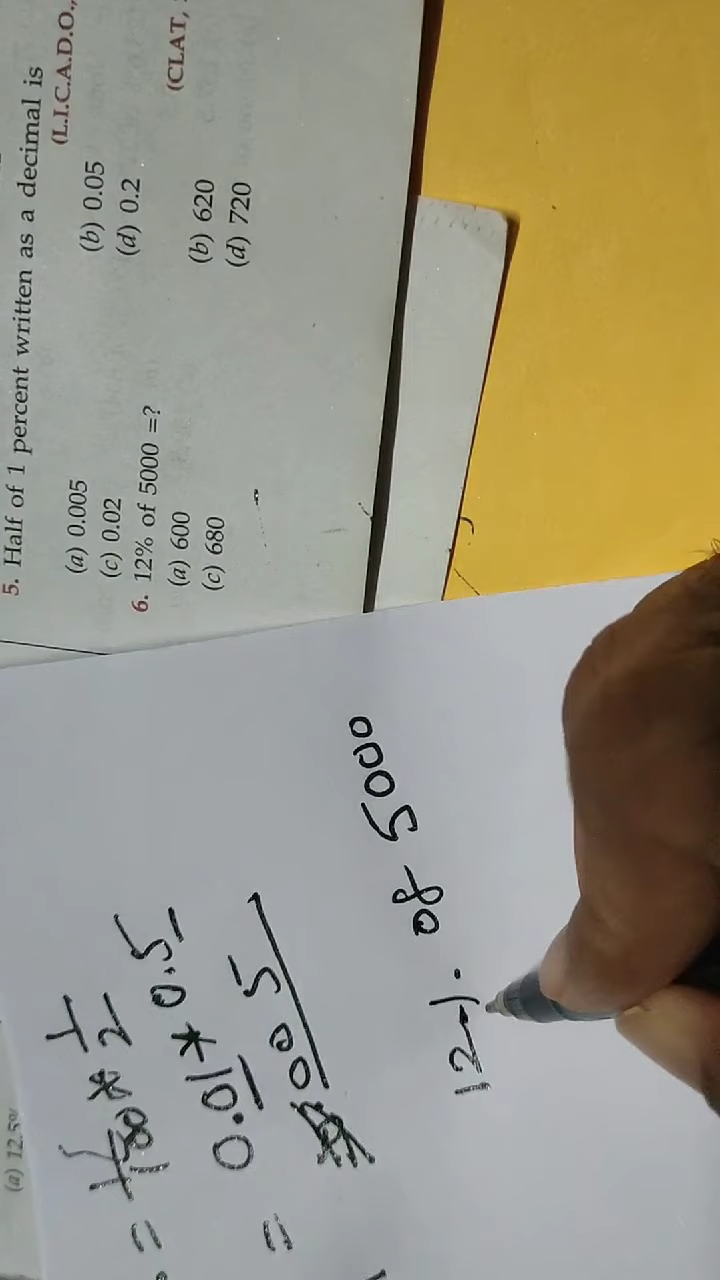 5. Half of 1 percent written as a decimal is
(L.I.C.A.D.O.,
(a) 0.005 (b) 0.05
(c) 0.02 (d) 0.2
6. 12% of 5000 =?
(CLAT,
(a) 600 (b) 620
(c) 680 (d) 720
(a) 12.5%
= 1/100 * 1/2
= 0.01 * 0.5
= 005
12%. of 5000